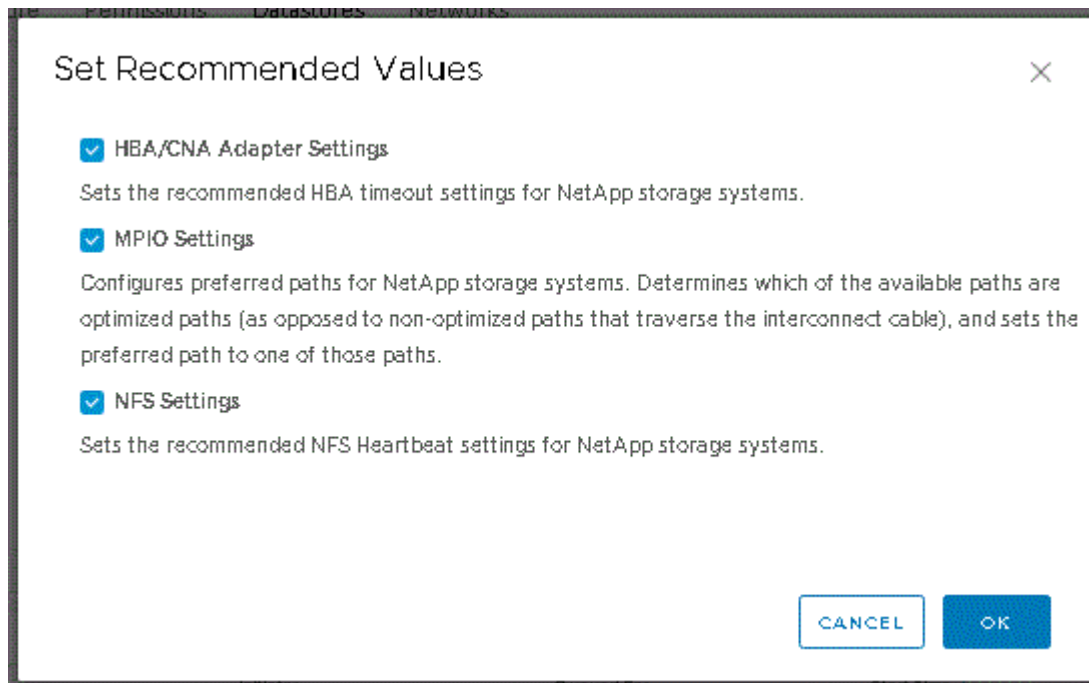 Permissions Datastores Networks
Set Recommended Values
HBA/CNA Adapter Settings
Sets the recommended HBA timeout settings for NetApp storage systems.
MPIO Settings
Configures preferred paths for NetApp storage systems. Determines which of the available paths are
optimized paths (as opposed to non-optimized paths that traverse the interconnect cable), and sets the
preferred path to one of those paths.
NFS Settings
Sets the recommended NFS Heartbeat settings for NetApp storage systems.
CANCEL OK